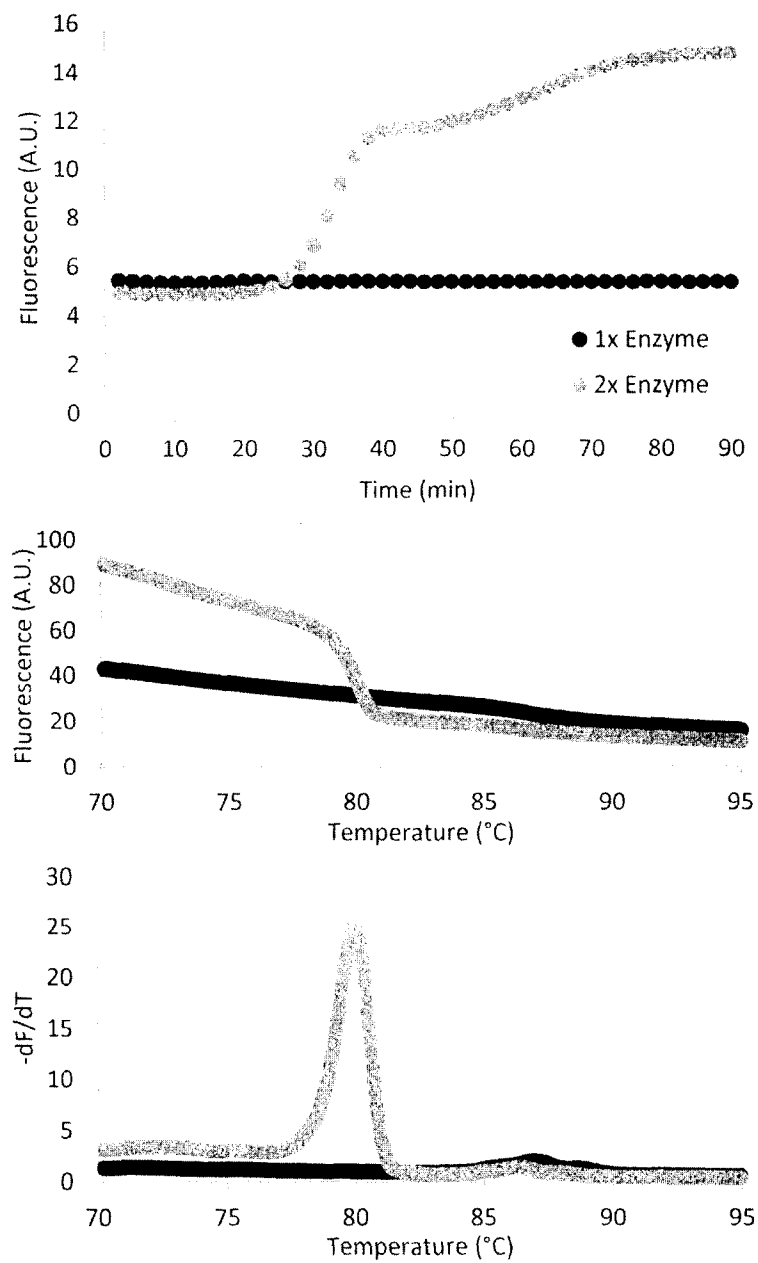 16
14
12
10
8
6
4
2
0
Fluorescence (A.U.)
1x Enzyme
2x Enzyme
0 10 20 30 40 50 60 70 80 90
Time (min)
100
80
60
40
20
0
Fluorescence (A.U.)
70 75 80 85 90 95
Temperature (°C)
30
25
20
15
10
5
0
-dF/dT
70 75 80 85 90 95
Temperature (°C)